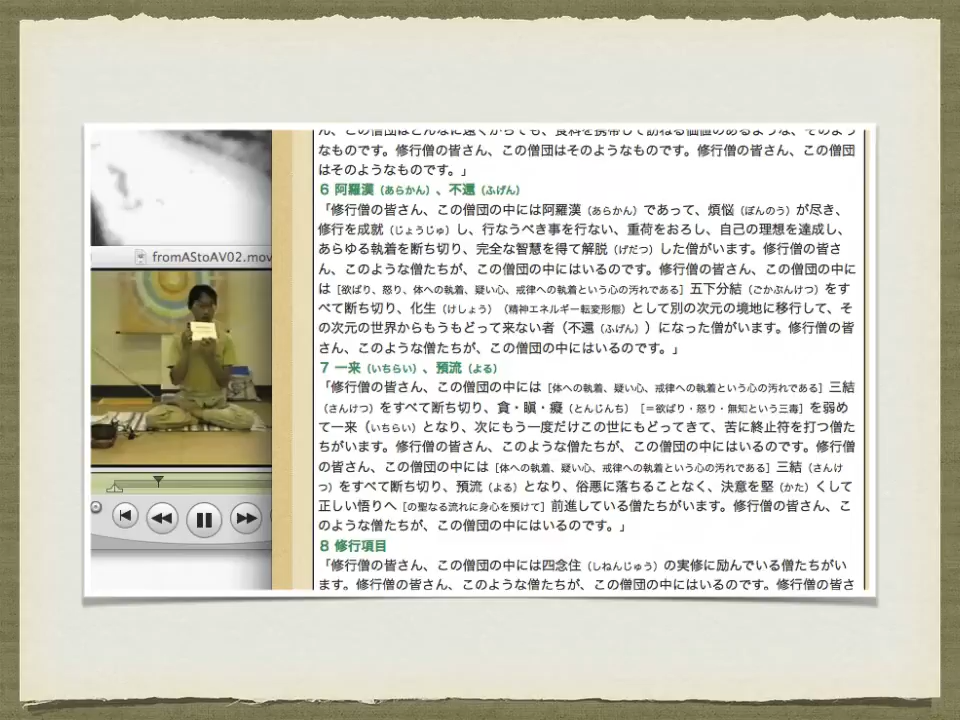 fromAStoAV02.mov
ん、この僧団はどんなに遠くからでも、食料を携帯して訪ねる価値のあるような、そのよう
なものです。修行僧の皆さん、この僧団はそのようなものです。修行僧の皆さん、この僧団
はそのようなものです。」
6 阿羅漢（あらかん）、不還（ふげん）
「修行僧の皆さん、この僧団の中には阿羅漢（あらかん）であって、煩悩（ぼんのう）が尽き、
修行を成就（じょうじゅ）し、行なうべき事を行ない、重荷をおろし、自己の理想を達成し、
あらゆる執着を断ち切り、完全な智慧を得て解脱（げだつ）した僧がいます。修行僧の皆さ
ん、このような僧たちが、この僧団の中にはいるのです。修行僧の皆さん、この僧団の中に
は［欲ばり、怒り、体への執着、疑い心、戒律への執着という心の汚れである］五下分結（ごかぶんけつ）をす
べて断ち切り、化生（けしょう）（精神エネルギー転変形態）として別の次元の境地に移行して、そ
の次元の世界からもうもどって来ない者（不還（ふげん））になった僧がいます。修行僧の皆
さん、このような僧たちが、この僧団の中にはいるのです。」
7 一来（いちらい）、預流（よる）
「修行僧の皆さん、この僧団の中には［体への執着、疑い心、戒律への執着という心の汚れである］三結
（さんけつ）をすべて断ち切り、貪・瞋・癡（とんじんち）［＝欲ばり・怒り・無知という三毒］を弱め
て一来（いちらい）となり、次にもう一度だけこの世にもどってきて、苦に終止符を打つ僧た
ちがいます。修行僧の皆さん、このような僧たちが、この僧団の中にはいるのです。修行僧
の皆さん、この僧団の中には［体への執着、疑い心、戒律への執着という心の汚れである］三結（さんけ
つ）をすべて断ち切り、預流（よる）となり、俗悪に落ちることなく、決意を堅（かた）くして
正しい悟りへ［の聖なる流れに身心を預けて］前進している僧たちがいます。修行僧の皆さん、こ
のような僧たちが、この僧団の中にはいるのです。」
8 修行項目
「修行僧の皆さん、この僧団の中には四念住（しねんじゅう）の実修に励んでいる僧たちがい
ます。修行僧の皆さん、このような僧たちが、この僧団の中にはいるのです。修行僧の皆さ